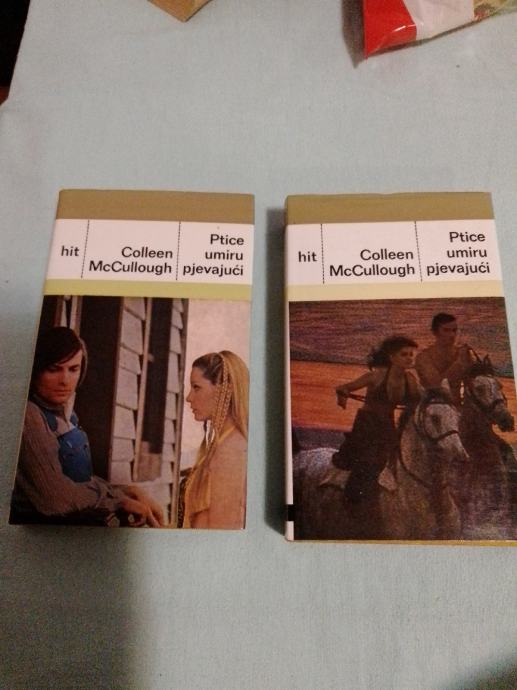 hit
Colleen
McCullough
Ptice
umiru
pjevajući
hit
Colleen
McCullough
Ptice
umiru
pjevajući